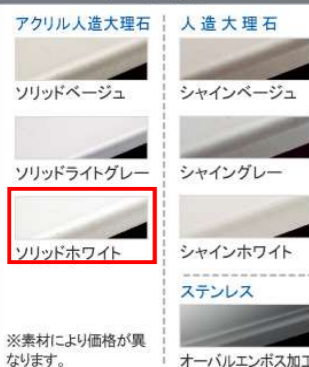 アクリル人造大理石
ソリッドベージュ
ソリッドライトグレー
ソリッドホワイト
※素材により価格が異
なります。
人造大理石
シャインベージュ
シャイングレー
シャインホワイト
ステンレス
オーバルエンボス加工